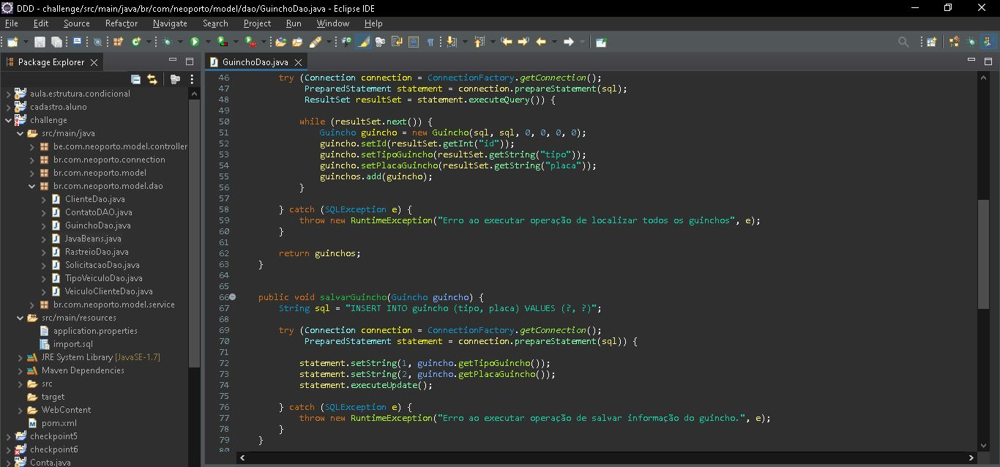 DDD - challenge/src/main/java/br/com/neoporto/model/dao/GuinchoDao.java - Eclipse IDE
File Edit Source Refactor Navigate Search Project Run Window Help
Package Explorer
aula.estrutura.condicional
cadastro.aluno
challenge
src/main/java
be.com.neoporto.model.controller
br.com.neoporto.connection
br.com.neoporto.model
br.com.neoporto.model.dao
ClienteDao.java
ContatoDAO.java
GuinchoDao.java
JavaBeans.java
RastreioDao.java
SolicitacaoDao.java
TipoVeiculoDao.java
VeiculoClienteDao.java
br.com.neoporto.model.service
src/main/resources
application.properties
import.sql
JRE System Library [JavaSE-1.7]
Maven Dependencies
src
target
WebContent
pom.xml
checkpoint5
checkpoint6
Conta.java
GuinchoDao.java
46 try (Connection connection = ConnectionFactory.getConnection();
47 PreparedStatement statement = connection.prepareStatement(sql);
48 ResultSet resultSet = statement.executeQuery()) {
49
50 while (resultSet.next()) {
51 Guincho guincho = new Guincho(sql, sql, 0, 0, 0, 0);
52 guincho.setId(resultSet.getInt("id"));
53 guincho.setTipoGuincho(resultSet.getString("tipo"));
54 guincho.setPlacaGuincho(resultSet.getString("placa"));
55 guinchos.add(guincho);
56 }
57
58 } catch (SQLException e) {
59 throw new RuntimeException("Erro ao executar operação de localizar todos os guinchos", e);
60 }
61
62 return guinchos;
63 }
64
65
66 public void salvarGuincho(Guincho guincho) {
67 String sql = "INSERT INTO guincho (tipo, placa) VALUES (?, ?)";
68
69 try (Connection connection = ConnectionFactory.getConnection();
70 PreparedStatement statement = connection.prepareStatement(sql)) {
71
72 statement.setString(1, guincho.getTipoGuincho());
73 statement.setString(2, guincho.getPlacaGuincho());
74 statement.executeUpdate();
75
76 } catch (SQLException e) {
77 throw new RuntimeException("Erro ao executar operação de salvar informação do guincho.", e);
78 }
79 }
80